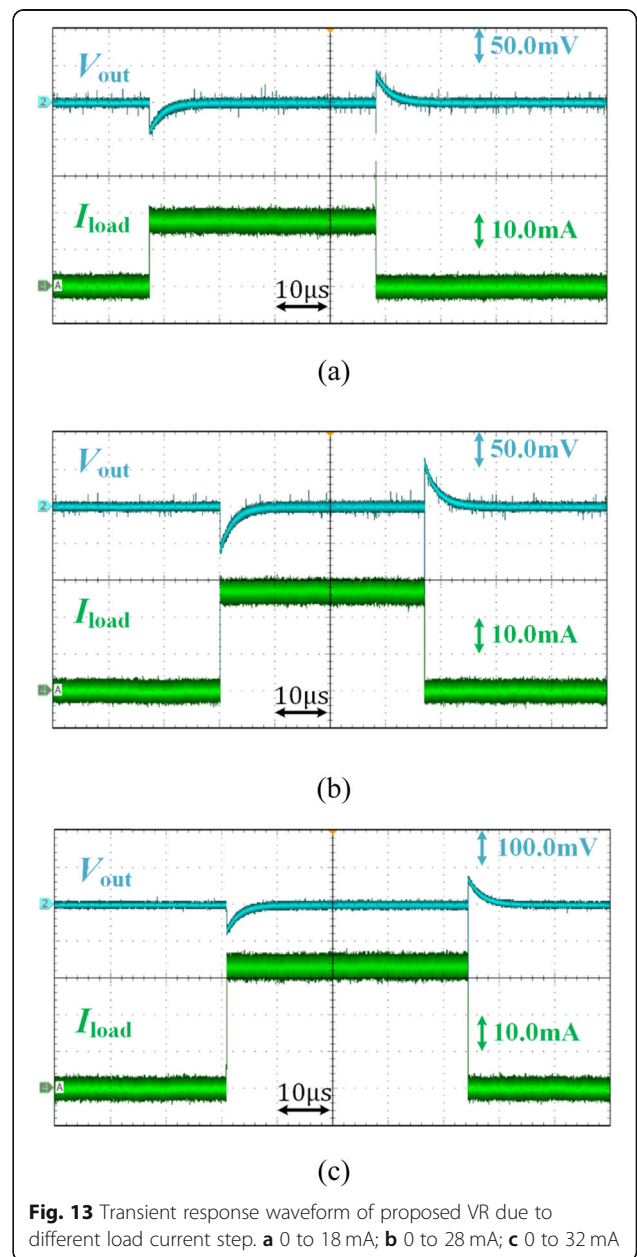 Vout
50.0mV
2
Iload
10.0mA
A
10μs
(a)
Vout
50.0mV
2
Iload
10.0mA
A
10μs
(b)
Vout
100.0mV
2
Iload
10.0mA
A
10μs
(c)
Fig. 13 Transient response waveform of proposed VR due to
different load current step. a 0 to 18 mA; b 0 to 28 mA; c 0 to 32 mA